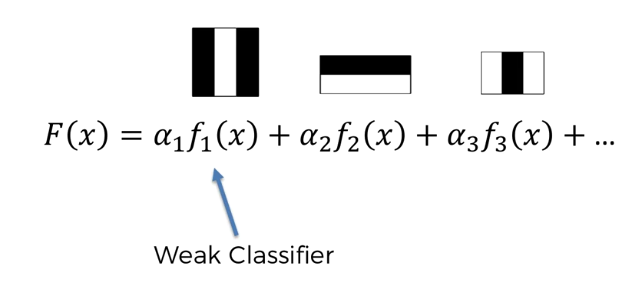 F(x) = α₁f₁(x) + α₂f₂(x) + α₃f₃(x) + ...
Weak Classifier